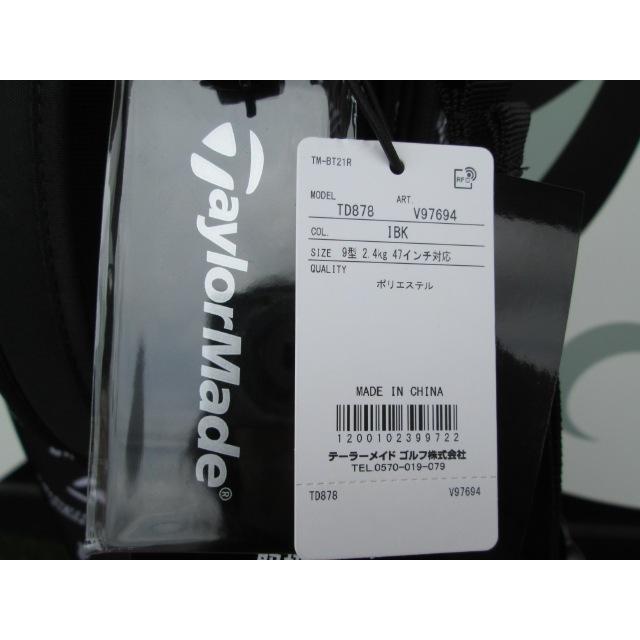 TaylorMade®
TM-BT21R
RFID
MODEL TD878 ART. V97694
COL. IBK
SIZE 9型 2.4kg 47インチ対応
QUALITY
ポリエステル
MADE IN CHINA
1200102399722
テーラーメイド ゴルフ株式会社
TEL.0570-019-079
TD878 V97694